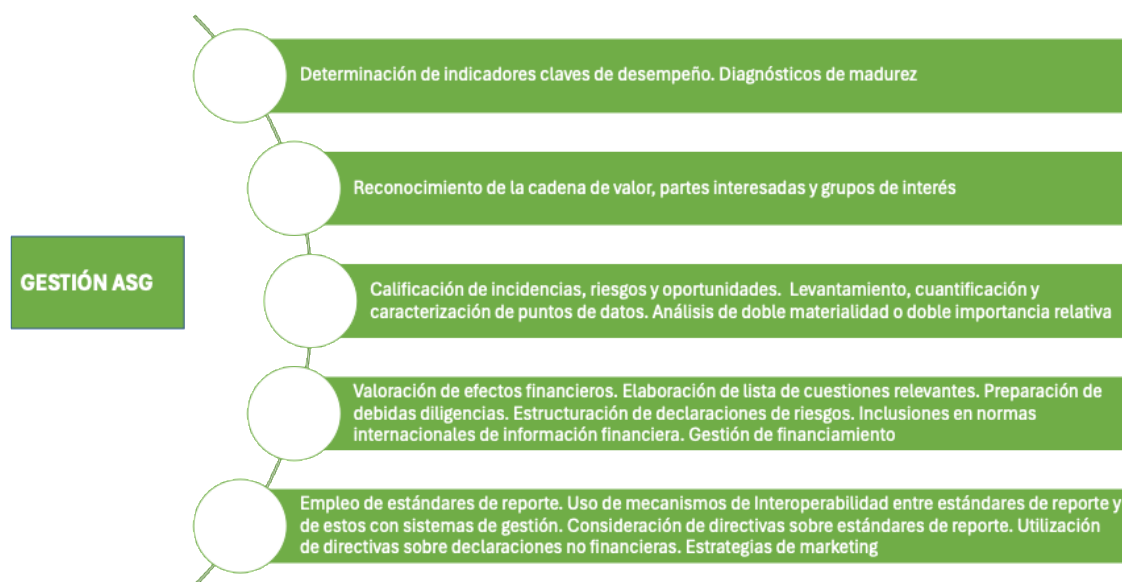 Determinación de indicadores claves de desempeño. Diagnósticos de madurez
Reconocimiento de la cadena de valor, partes interesadas y grupos de interés
GESTIÓN ASG
Calificación de incidencias, riesgos y oportunidades.  Levantamiento, cuantificación y
caracterización de puntos de datos. Análisis de doble materialidad o doble importancia relativa
Valoración de efectos financieros. Elaboración de lista de cuestiones relevantes. Preparación de
debidas diligencias. Estructuración de declaraciones de riesgos. Inclusiones en normas
internacionales de información financiera. Gestión de financiamiento
Empleo de estándares de reporte. Uso de mecanismos de Interoperabilidad entre estándares de reporte y
de estos con sistemas de gestión. Consideración de directivas sobre estándares de reporte. Utilización
de directivas sobre declaraciones no financieras. Estrategias de marketing